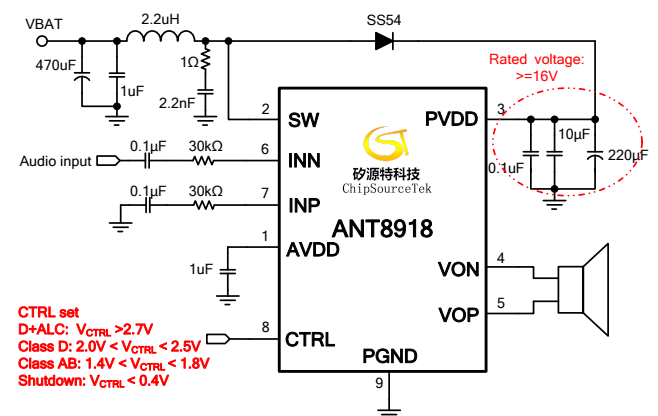 VBAT
2.2uH
SS54
470uF
1uF
1Ω
2.2nF
Rated voltage:
>=16V
2
SW
PVDD
3
0.1uF
10μF
220μF
Audio input
0.1μF
30kΩ
6
INN
矽源特科技
ChipSourceTek
0.1μF
30kΩ
7
INP
ANT8918
1
AVDD
1uF
VON
4
VOP
5
CTRL set
D+ALC: VCTRL >2.7V
Class D: 2.0V < VCTRL < 2.5V
Class AB: 1.4V < VCTRL < 1.8V
Shutdown: VCTRL < 0.4V
8
CTRL
PGND
9